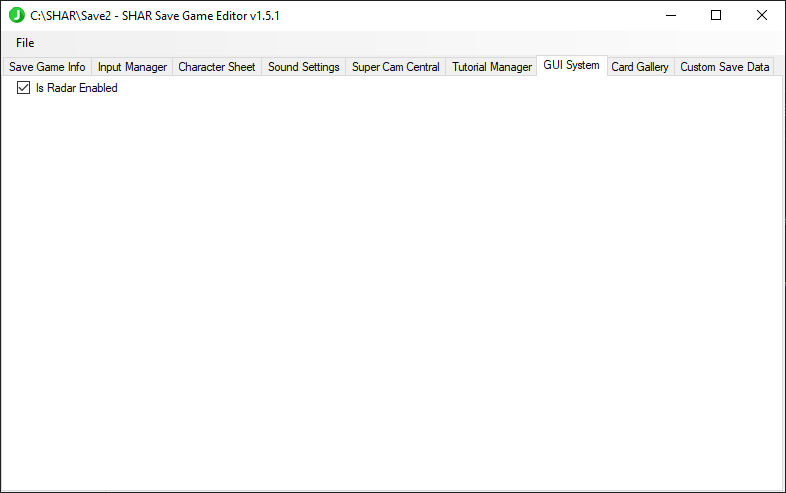 C:\SHAR\Save2 - SHAR Save Game Editor v1.5.1
File
Save Game Info Input Manager Character Sheet Sound Settings Super Cam Central Tutorial Manager GUI System Card Gallery Custom Save Data
Is Radar Enabled